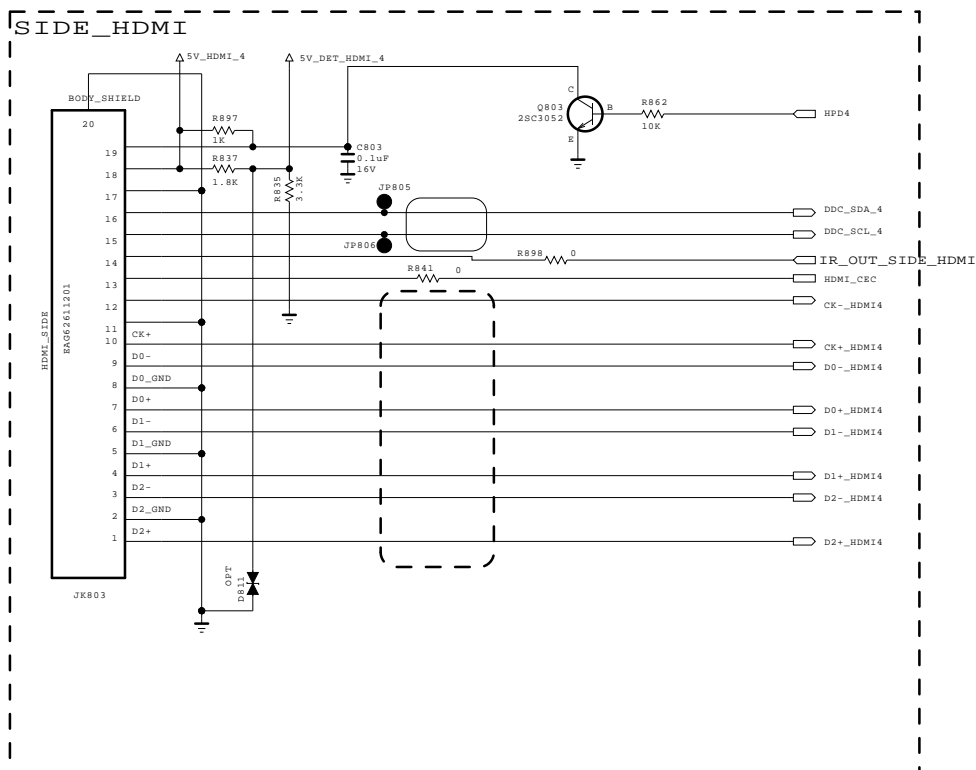 SIDE_HDMI
5V_HDMI_4
5V_DET_HDMI_4
BODY_SHIELD
20
R897
1K
R837
1.8K
R835
3.3K
C803
0.1uF
16V
C
Q803
2SC3052
B
E
R862
10K
HPD4
19
18
17
16
15
14
13
12
11
10
9
8
7
6
5
4
3
2
1
JP805
JP806
DDC_SDA_4
DDC_SCL_4
R898
0
IR_OUT_SIDE_HDMI
R841
0
HDMI_CEC
CK-_HDMI4
CK+
CK+_HDMI4
D0-
D0-_HDMI4
D0_GND
D0+
D0+_HDMI4
D1-
D1-_HDMI4
D1_GND
D1+
D1+_HDMI4
D2-
D2-_HDMI4
D2_GND
D2+
D2+_HDMI4
HDMI_SIDE
EAG62611201
OPT
D811
JK803